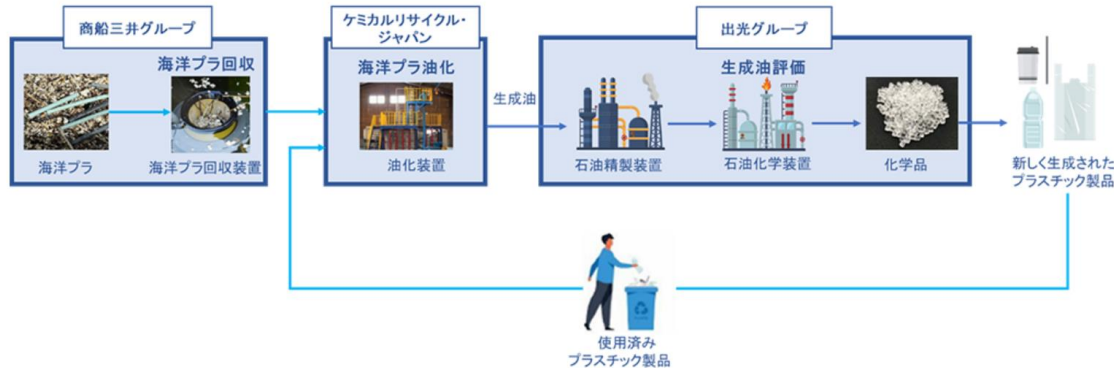 商船三井グループ
海洋プラ回収
海洋プラ
海洋プラ回収装置
ケミカルリサイクル・
ジャパン
海洋プラ油化
油化装置
生成油
出光グループ
生成油評価
石油精製装置
石油化学装置
化学品
新しく生成された
プラスチック製品
使用済み
プラスチック製品